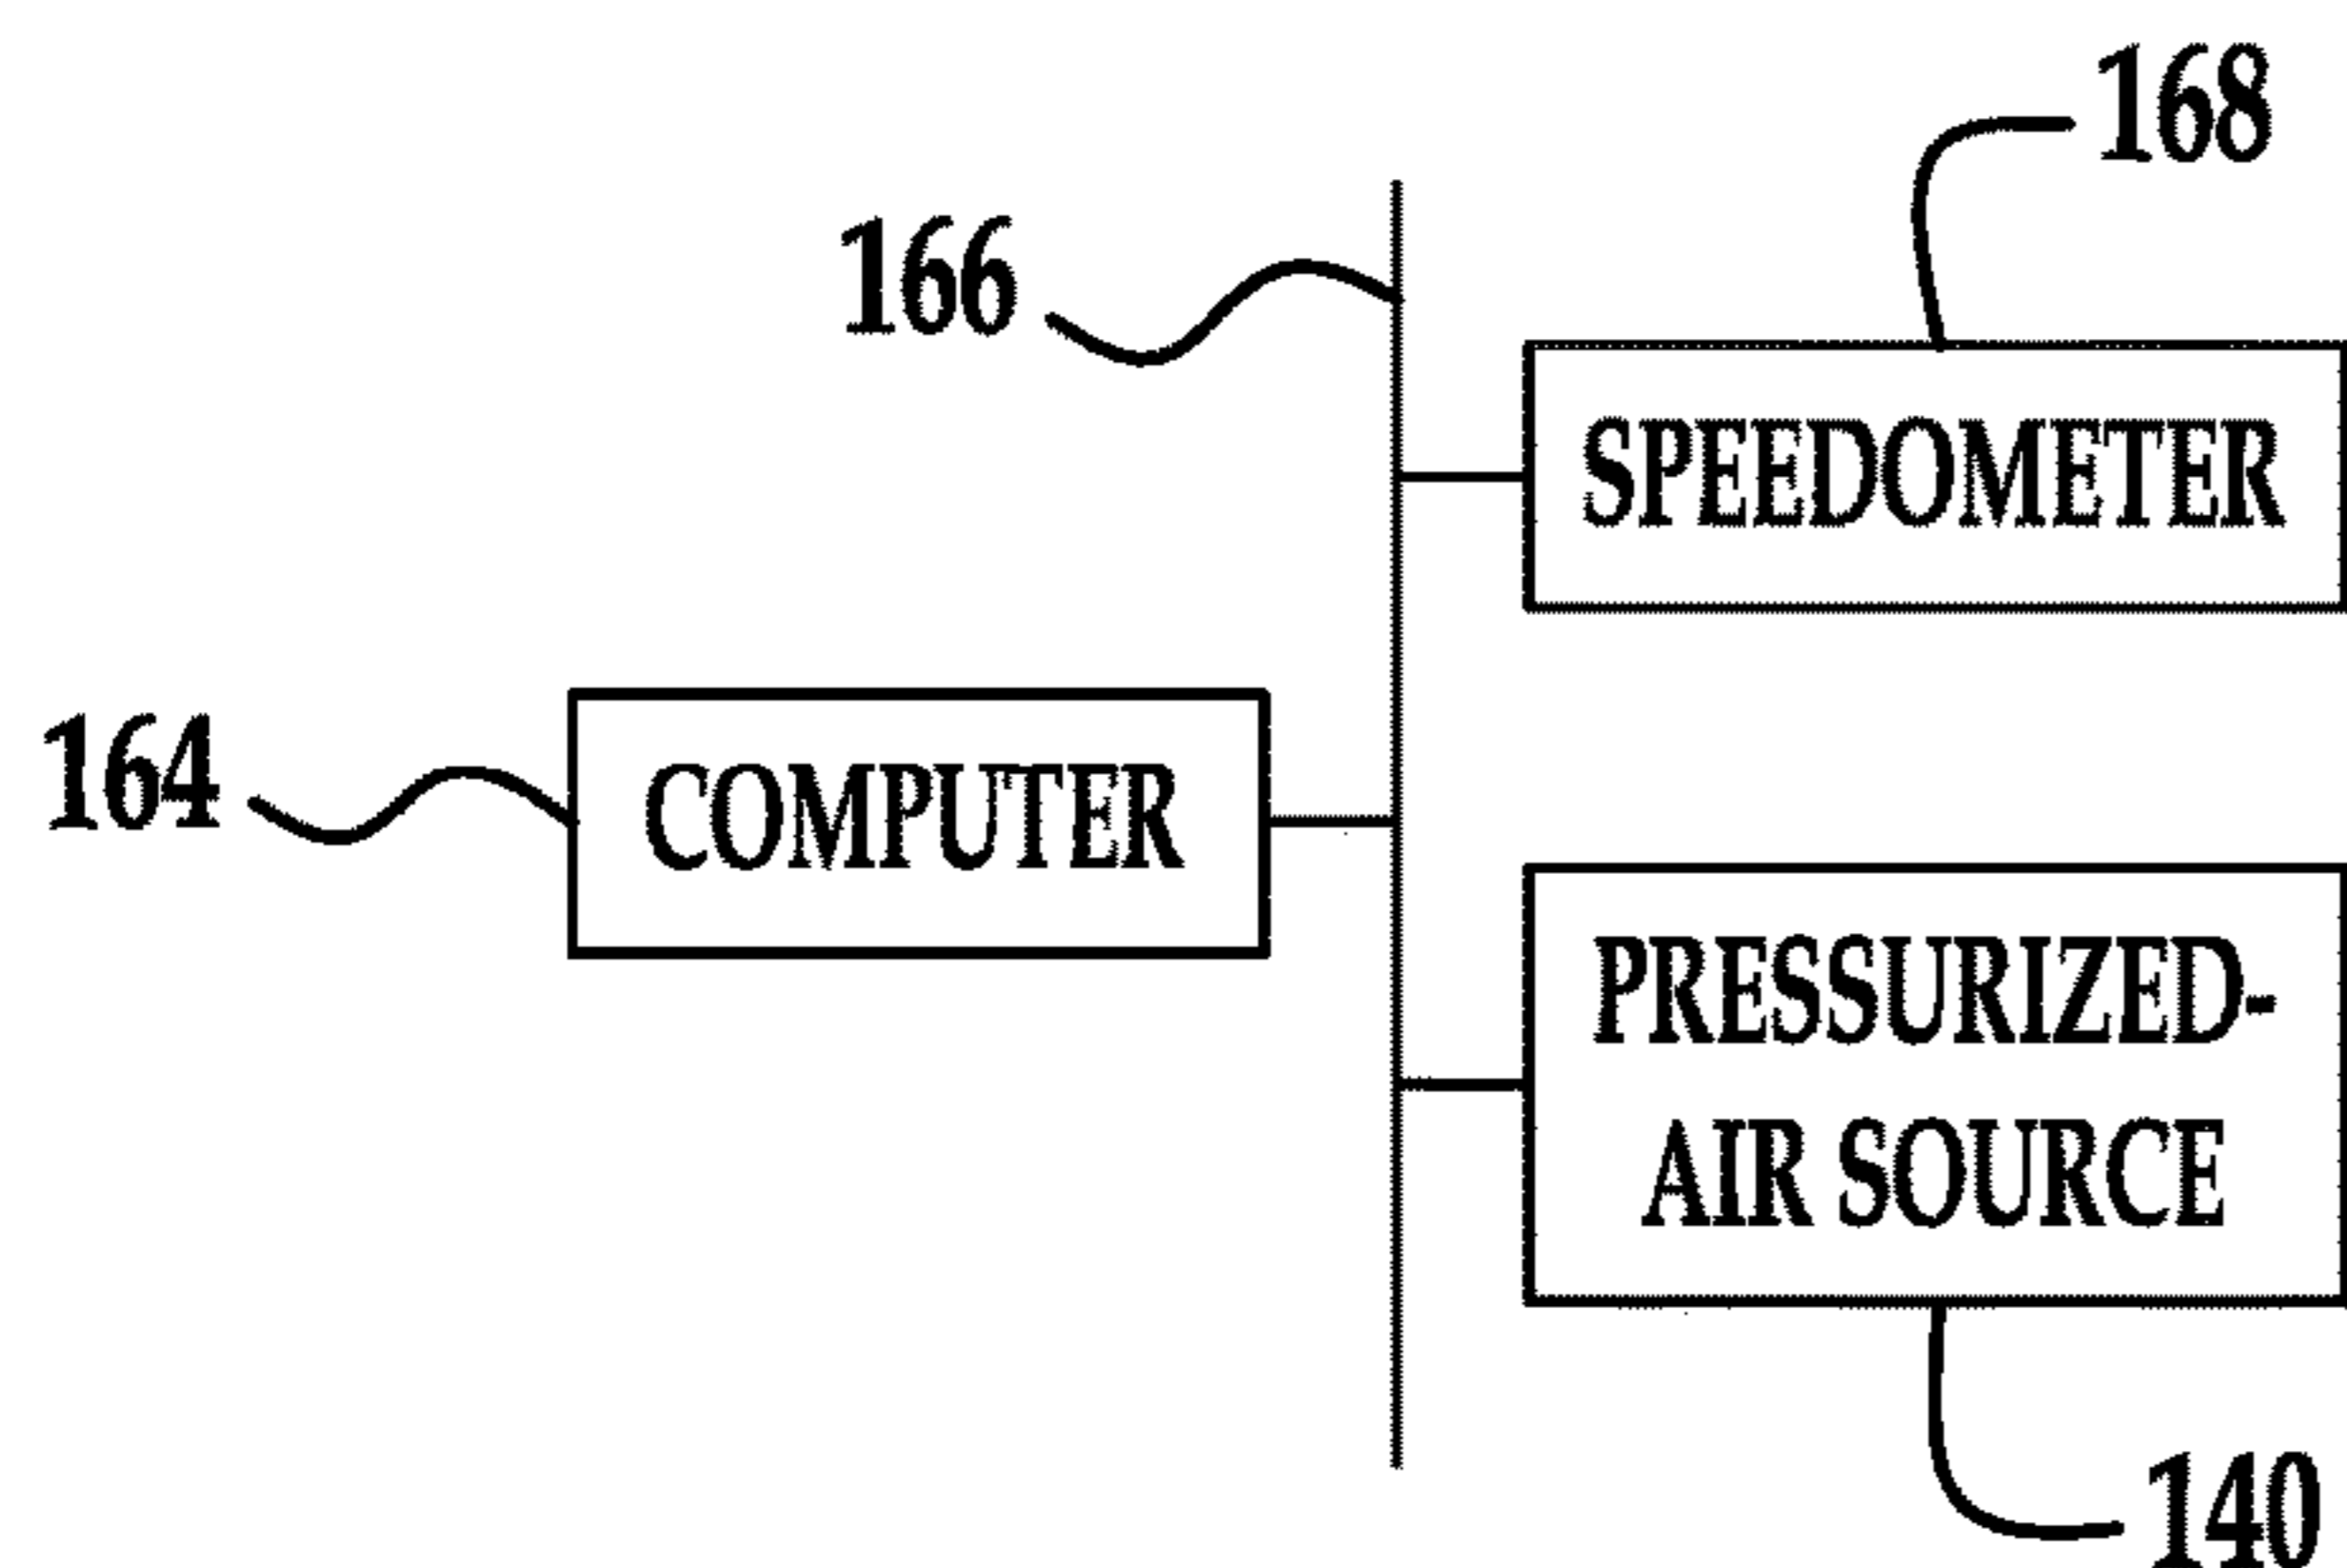 168
166
SPEEDOMETER
164
COMPUTER
PRESSURIZED-
AIR SOURCE
140